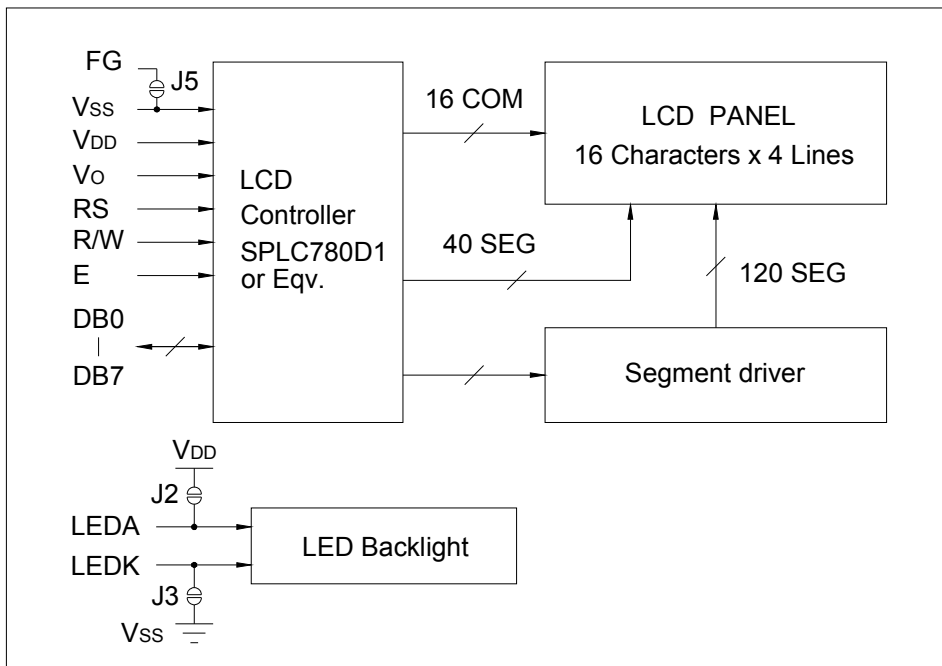 FG
J5
VSS
VDD
VO
RS
R/W
E
DB0
DB7
LCD
Controller
SPLC780D1
or Eqv.
16 COM
40 SEG
LCD PANEL
16 Characters x 4 Lines
120 SEG
Segment driver
VDD
J2
LEDA
LEDK
J3
VSS
LED Backlight